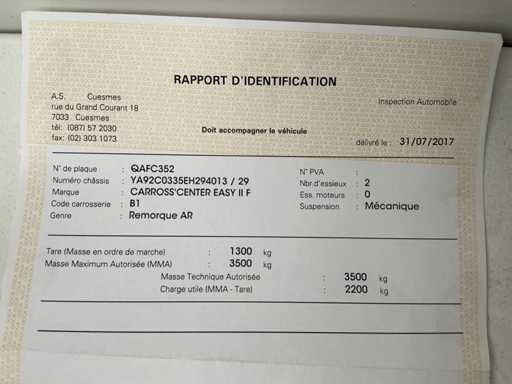 RAPPORT D'IDENTIFICATION
A.S. Cuesmes
rue du Grand Courant 18
7033 Cuesmes
tél: (087) 57 2030
fax: (02) 303 1073
Inspection Automobile
Doit accompagner le véhicule
délivré le : 31/07/2017
N° de plaque : QAFC352
Numéro châssis : YA92C0335EH294013 / 29
Marque : CARROSS'CENTER EASY II F
Code carrosserie : B1
Genre : Remorque AR
N° PVA :
Nbr.d'essieux : 2
Ess. moteurs : 0
Suspension : Mécanique
Tare (Masse en ordre de marche) : 1300 kg
Masse Maximum Autorisée (MMA) : 3500 kg
Masse Technique Autorisée : 3500 kg
Charge utile (MMA - Tare) : 2200 kg